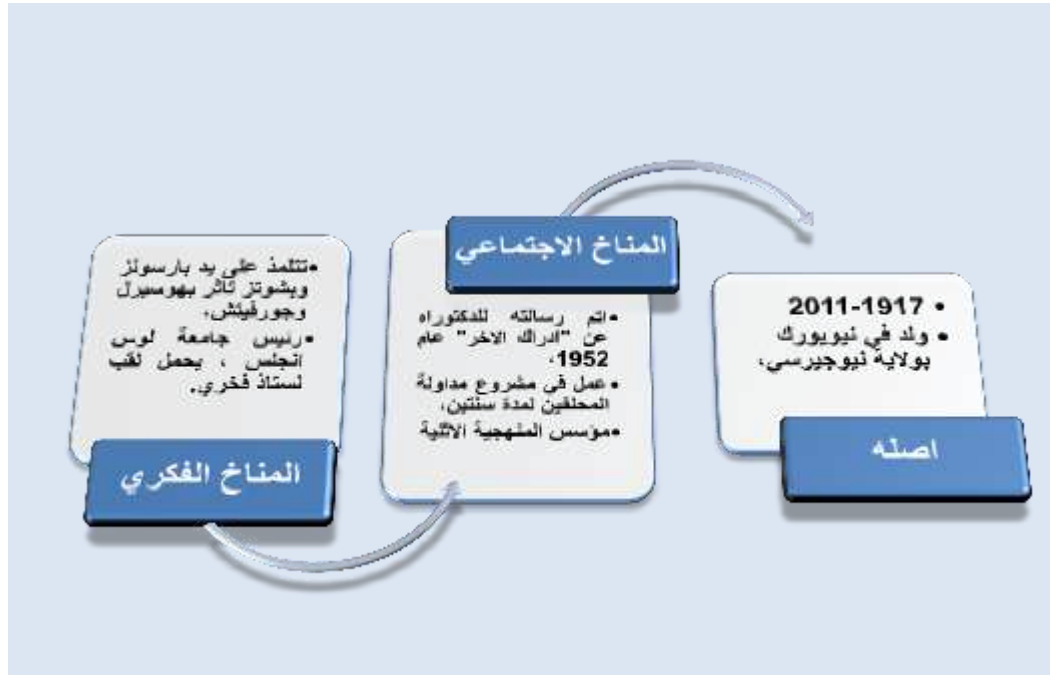 • 2011-1917
• ولد في نيويورك
بولاية نيوجيرسي.
اصله
المناخ الاجتماعي
•اتم رسالته للدكتوراه
عن "ادراك الاخر" عام
1952.
•عمل في مشروع مداولة
المحلفين لمدة سنتين.
•مؤسس المنهجية الاثنية
•تتلمذ على يد بارسونز
وبشوتز تاثر بهوسيرل
وجورفيتش.
•رئيس جامعة لوس
انجلس ، يحمل لقب
استاذ فخري.
المناخ الفكري